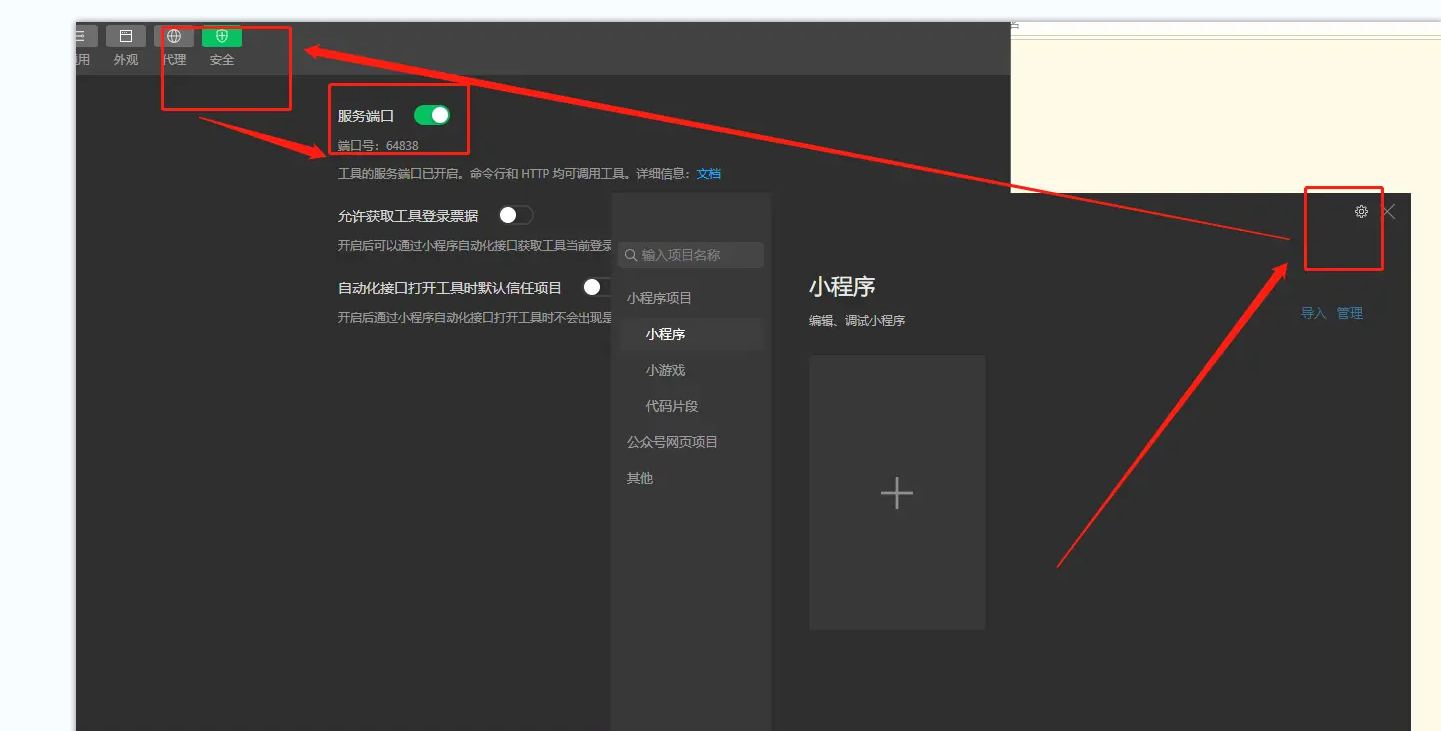 外观 代理 安全
服务端口
端口号：64838
工具的服务端口已开启。命令行和 HTTP 均可调用工具。详细信息：文档
允许获取工具登录票据
开启后可以通过小程序自动化接口获取工具当前登录
自动化接口打开工具时默认信任项目
开启后通过小程序自动化接口打开工具时不会出现是
输入项目名称
小程序项目
小程序
小游戏
代码片段
公众号网页项目
其他
小程序
编辑、调试小程序
导入 管理